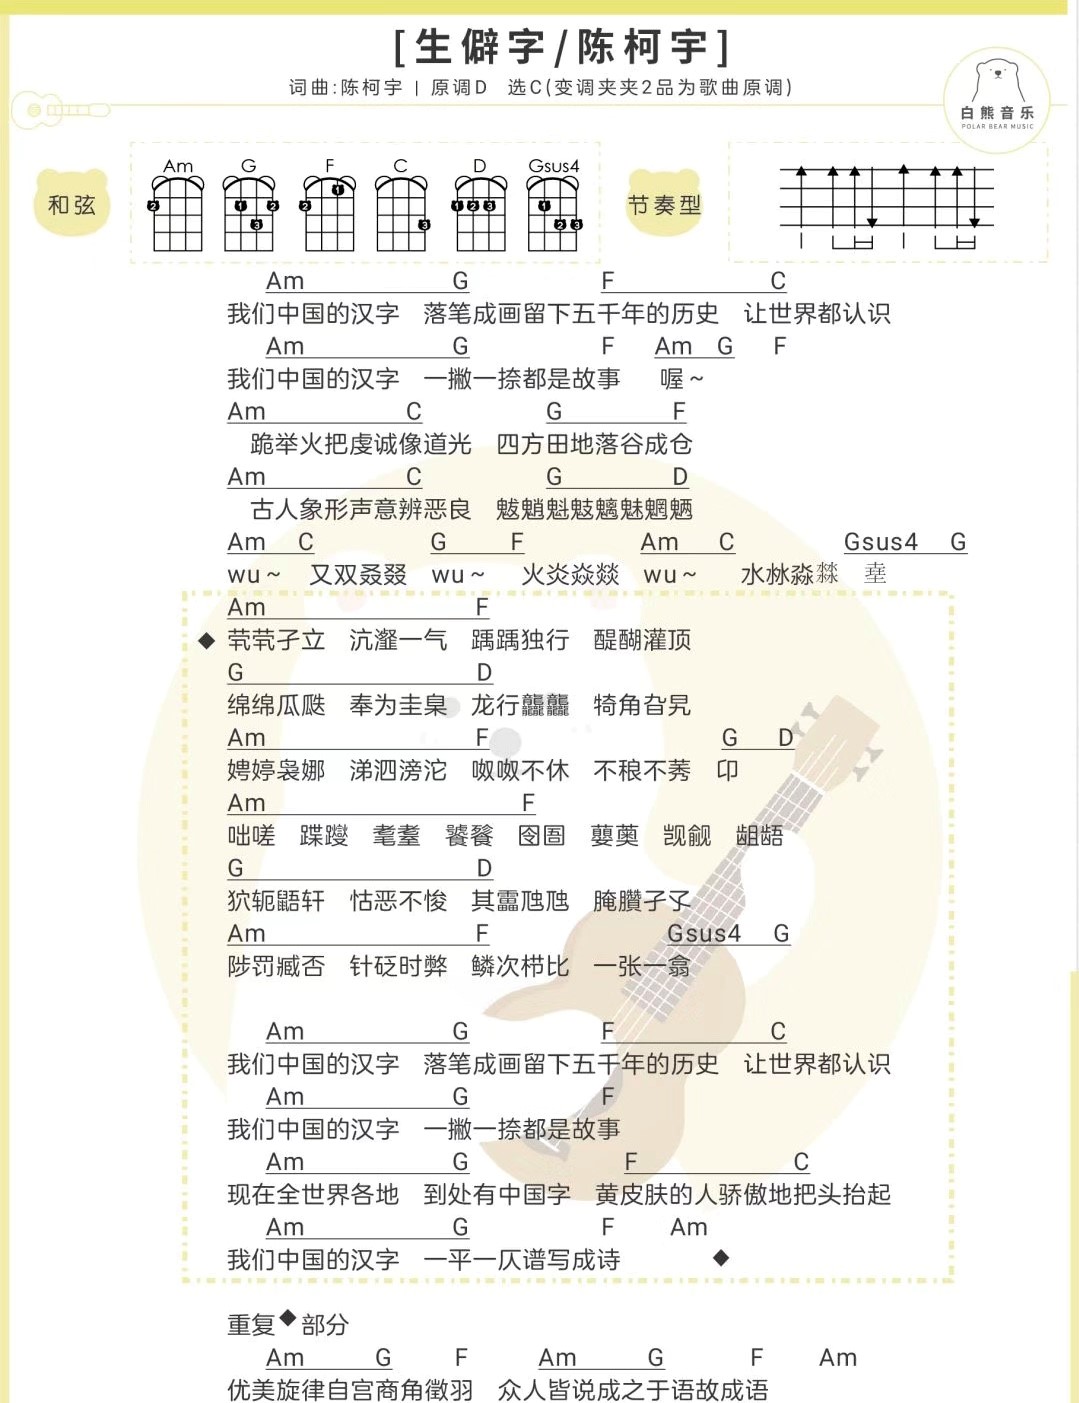 [生僻字/陈柯宇]
词曲:陈柯宇 | 原调D 选C(变调夹夹2品为歌曲原调)
白熊音乐
POLAR BEAR MUSIC
和弦 Am G F C D Gsus4 节奏型
Am G F C
我们中国的汉字 落笔成画留下五千年的历史 让世界都认识
Am G F Am G F
我们中国的汉字 一撇一捺都是故事 喔~
Am C G F
跪举火把虔诚像道光 四方田地落谷成仓
Am C G D
古人象形声意辨恶良 魃魈魁鬾魑魅魍魉
Am C G F Am C Gsus4 G
wu~ 又双叒叕 wu~ 火炎焱燚 wu~ 水沝淼㵘 㙓
Am F
◆ 茕茕孑立 沆瀣一气 踽踽独行 醍醐灌顶
G D
绵绵瓜瓞 奉为圭臬 龙行龘龘 犄角旮旯
Am F G D
娉婷袅娜 涕泗滂沱 呶呶不休 不稂不莠 卬
Am F
咄嗟 蹀躞 耄耋 饕餮 囹圄 蘡薁 觊觎 龃龉
G D
狖轭鼯轩 怙恶不悛 其靁虺虺 腌臢孑孓
Am F Gsus4 G
陟罚臧否 针砭时弊 鳞次栉比 一张一翕
Am G F C
我们中国的汉字 落笔成画留下五千年的历史 让世界都认识
Am G F
我们中国的汉字 一撇一捺都是故事
Am G F C
现在全世界各地 到处有中国字 黄皮肤的人骄傲地把头抬起
Am G F Am
我们中国的汉字 一平一仄谱写成诗 ◆
重复◆部分
Am G F Am G F Am
优美旋律自宫商角徵羽 众人皆说成之于语故成语